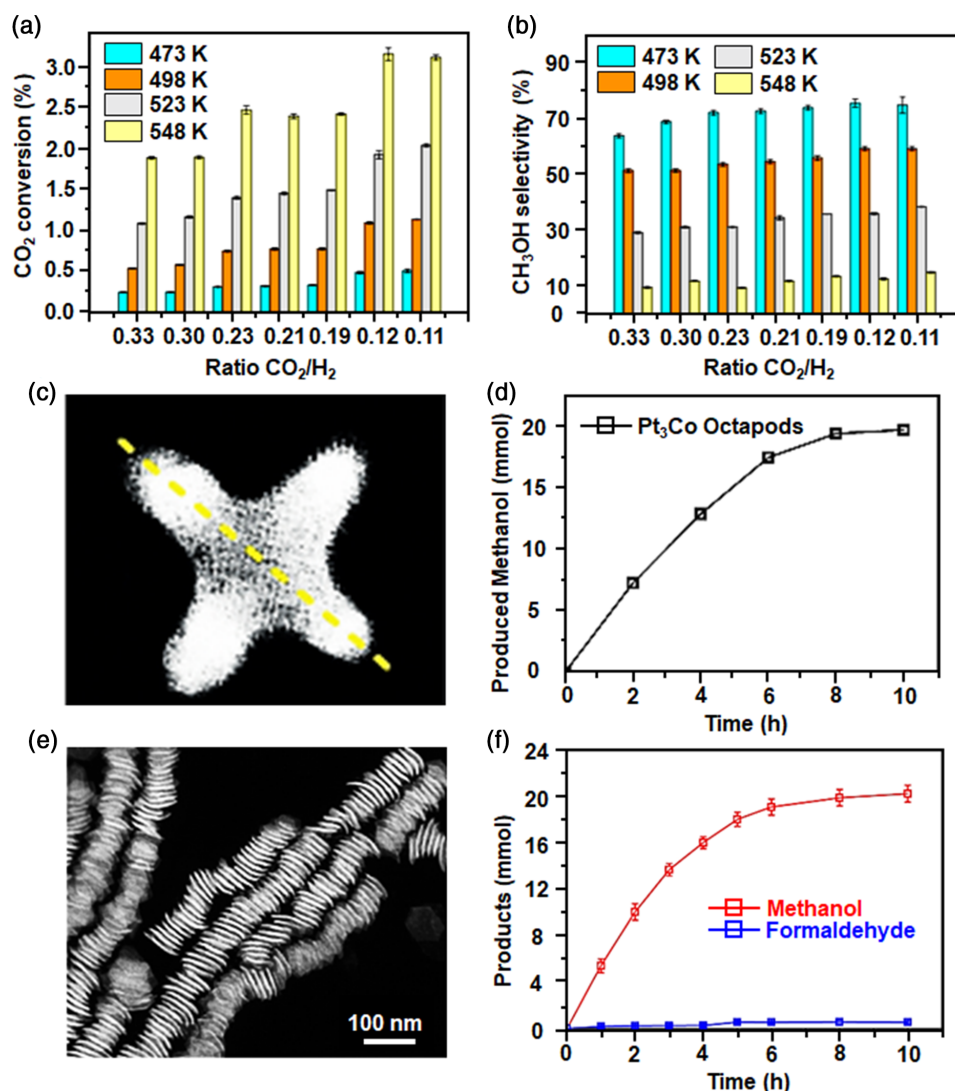 (a)
CO₂ conversion (%)
3.0
2.5
2.0
1.5
1.0
0.5
0.0
473 K
498 K
523 K
548 K
0.33 0.30 0.23 0.21 0.19 0.12 0.11
Ratio CO₂/H₂
(b)
CH₃OH selectivity (%)
90
70
50
30
10
0
473 K 523 K
498 K 548 K
0.33 0.30 0.23 0.21 0.19 0.12 0.11
Ratio CO₂/H₂
(c)
(d)
Produced Methanol (mmol)
20
15
10
5
0
Pt₃Co Octapods
0 2 4 6 8 10
Time (h)
(e)
100 nm
(f)
Products (mmol)
24
20
16
12
8
4
0
Methanol
Formaldehyde
0 2 4 6 8 10
Time (h)